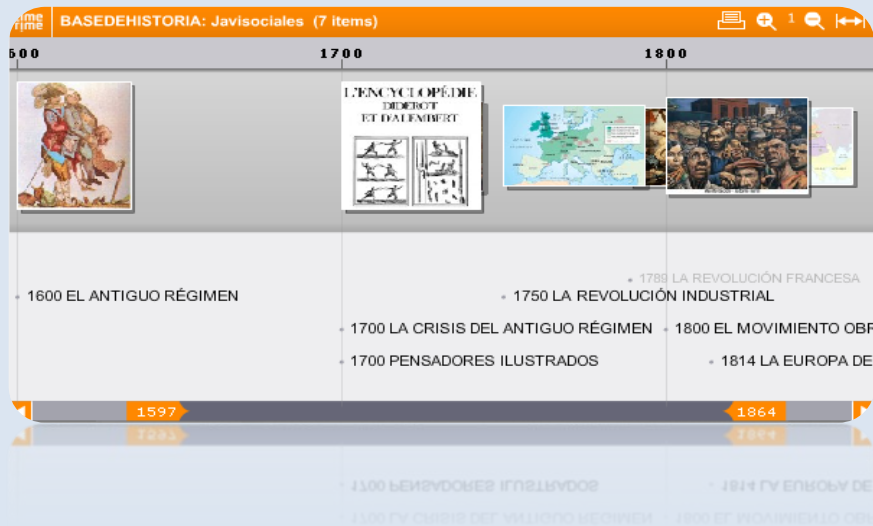 time
rime
BASEDEHISTORIA: Javisociales (7 items)
1
600
1700
1800
L'ENCYCLOPÉDIE
DIDEROT
ET D'ALEMBERT
1789 LA REVOLUCIÓN FRANCESA
1600 EL ANTIGUO RÉGIMEN
1750 LA REVOLUCIÓN INDUSTRIAL
1700 LA CRISIS DEL ANTIGUO RÉGIMEN
1800 EL MOVIMIENTO OBR
1700 PENSADORES ILUSTRADOS
1814 LA EUROPA DE
1597
1864